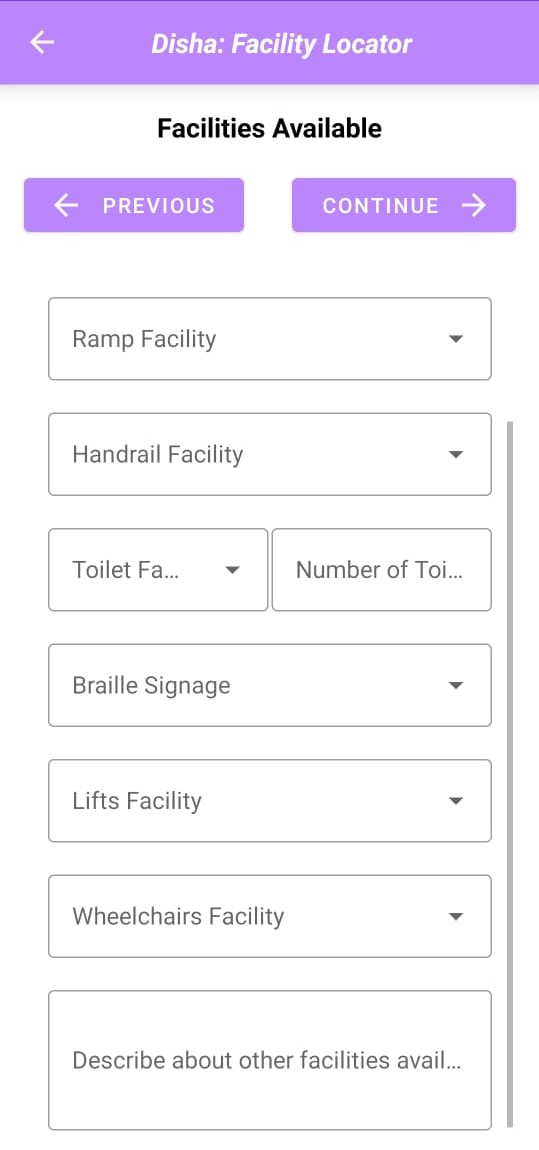 Disha: Facility Locator
Facilities Available
PREVIOUS
CONTINUE
Ramp Facility
Handrail Facility
Toilet Fa...
Number of Toi...
Braille Signage
Lifts Facility
Wheelchairs Facility
Describe about other facilities avail...